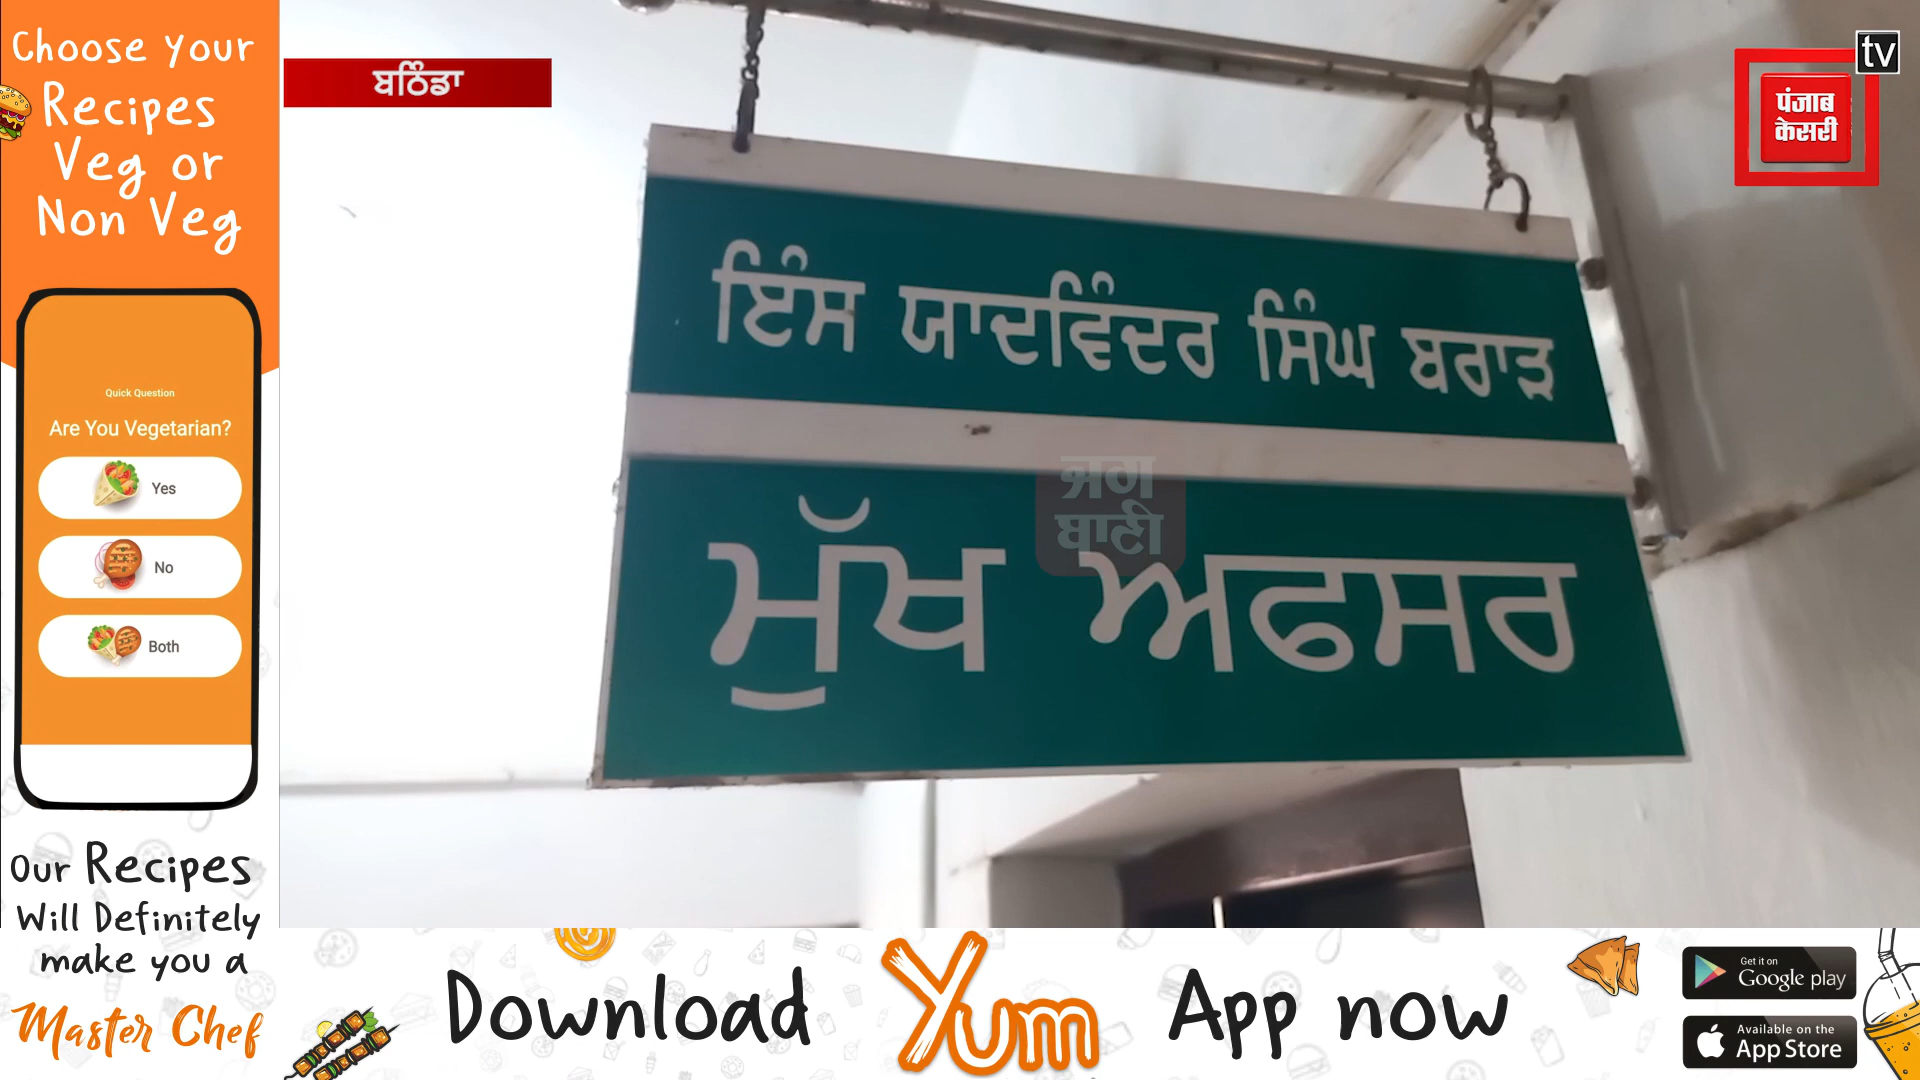 Choose Your
Recipes
Veg or
Non Veg
Quick Question
Are You Vegetarian?
Yes
No
Both
Our Recipes
Will Definitely
make you a
Master Chef
ਬਠਿੰਡਾ
tv
पंजाब
केसरी
ਇੰਸ ਯਾਦਵਿੰਦਰ ਸਿੰਘ ਬਰਾੜ
ਜਗ
ਬਾਣੀ
ਮੁੱਖ ਅਫਸਰ
Download Yum App now
Get it on
Google play
Available on the
App Store